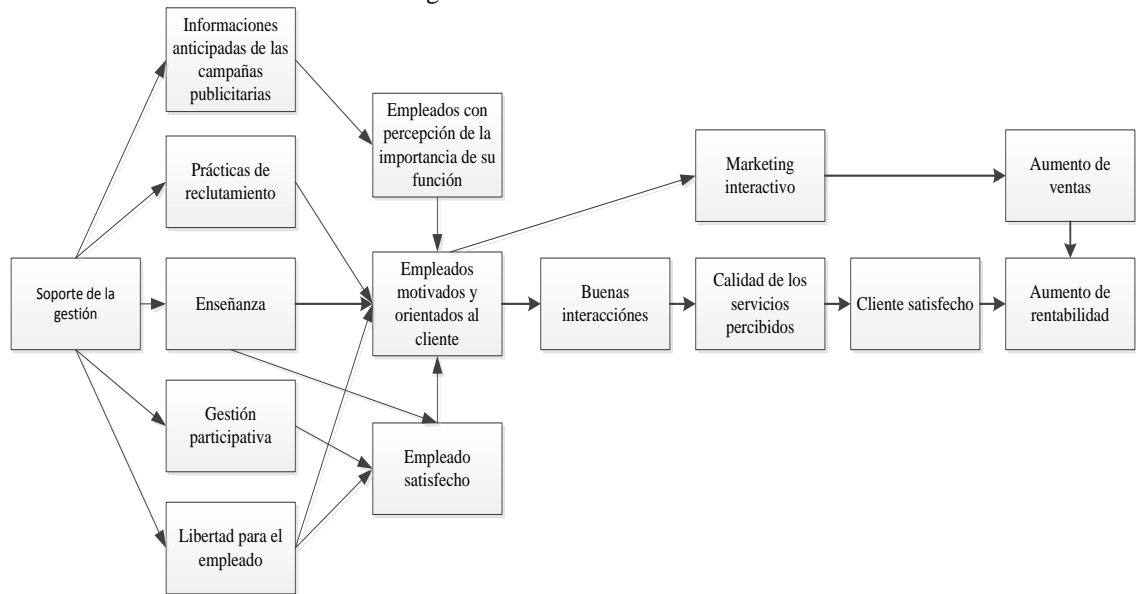 Informaciones
anticipadas de las
campañas
publicitarias
Empleados con
percepción de la
importancia de su
función
Prácticas de
reclutamiento
Marketing
interactivo
Aumento de
ventas
Soporte de la
gestión
Enseñanza
Empleados
motivados y
orientados al
cliente
Buenas
interacciónes
Calidad de los
servicios
percibidos
Cliente satisfecho
Aumento de
rentabilidad
Gestión
participativa
Empleado
satisfecho
Libertad para el
empleado